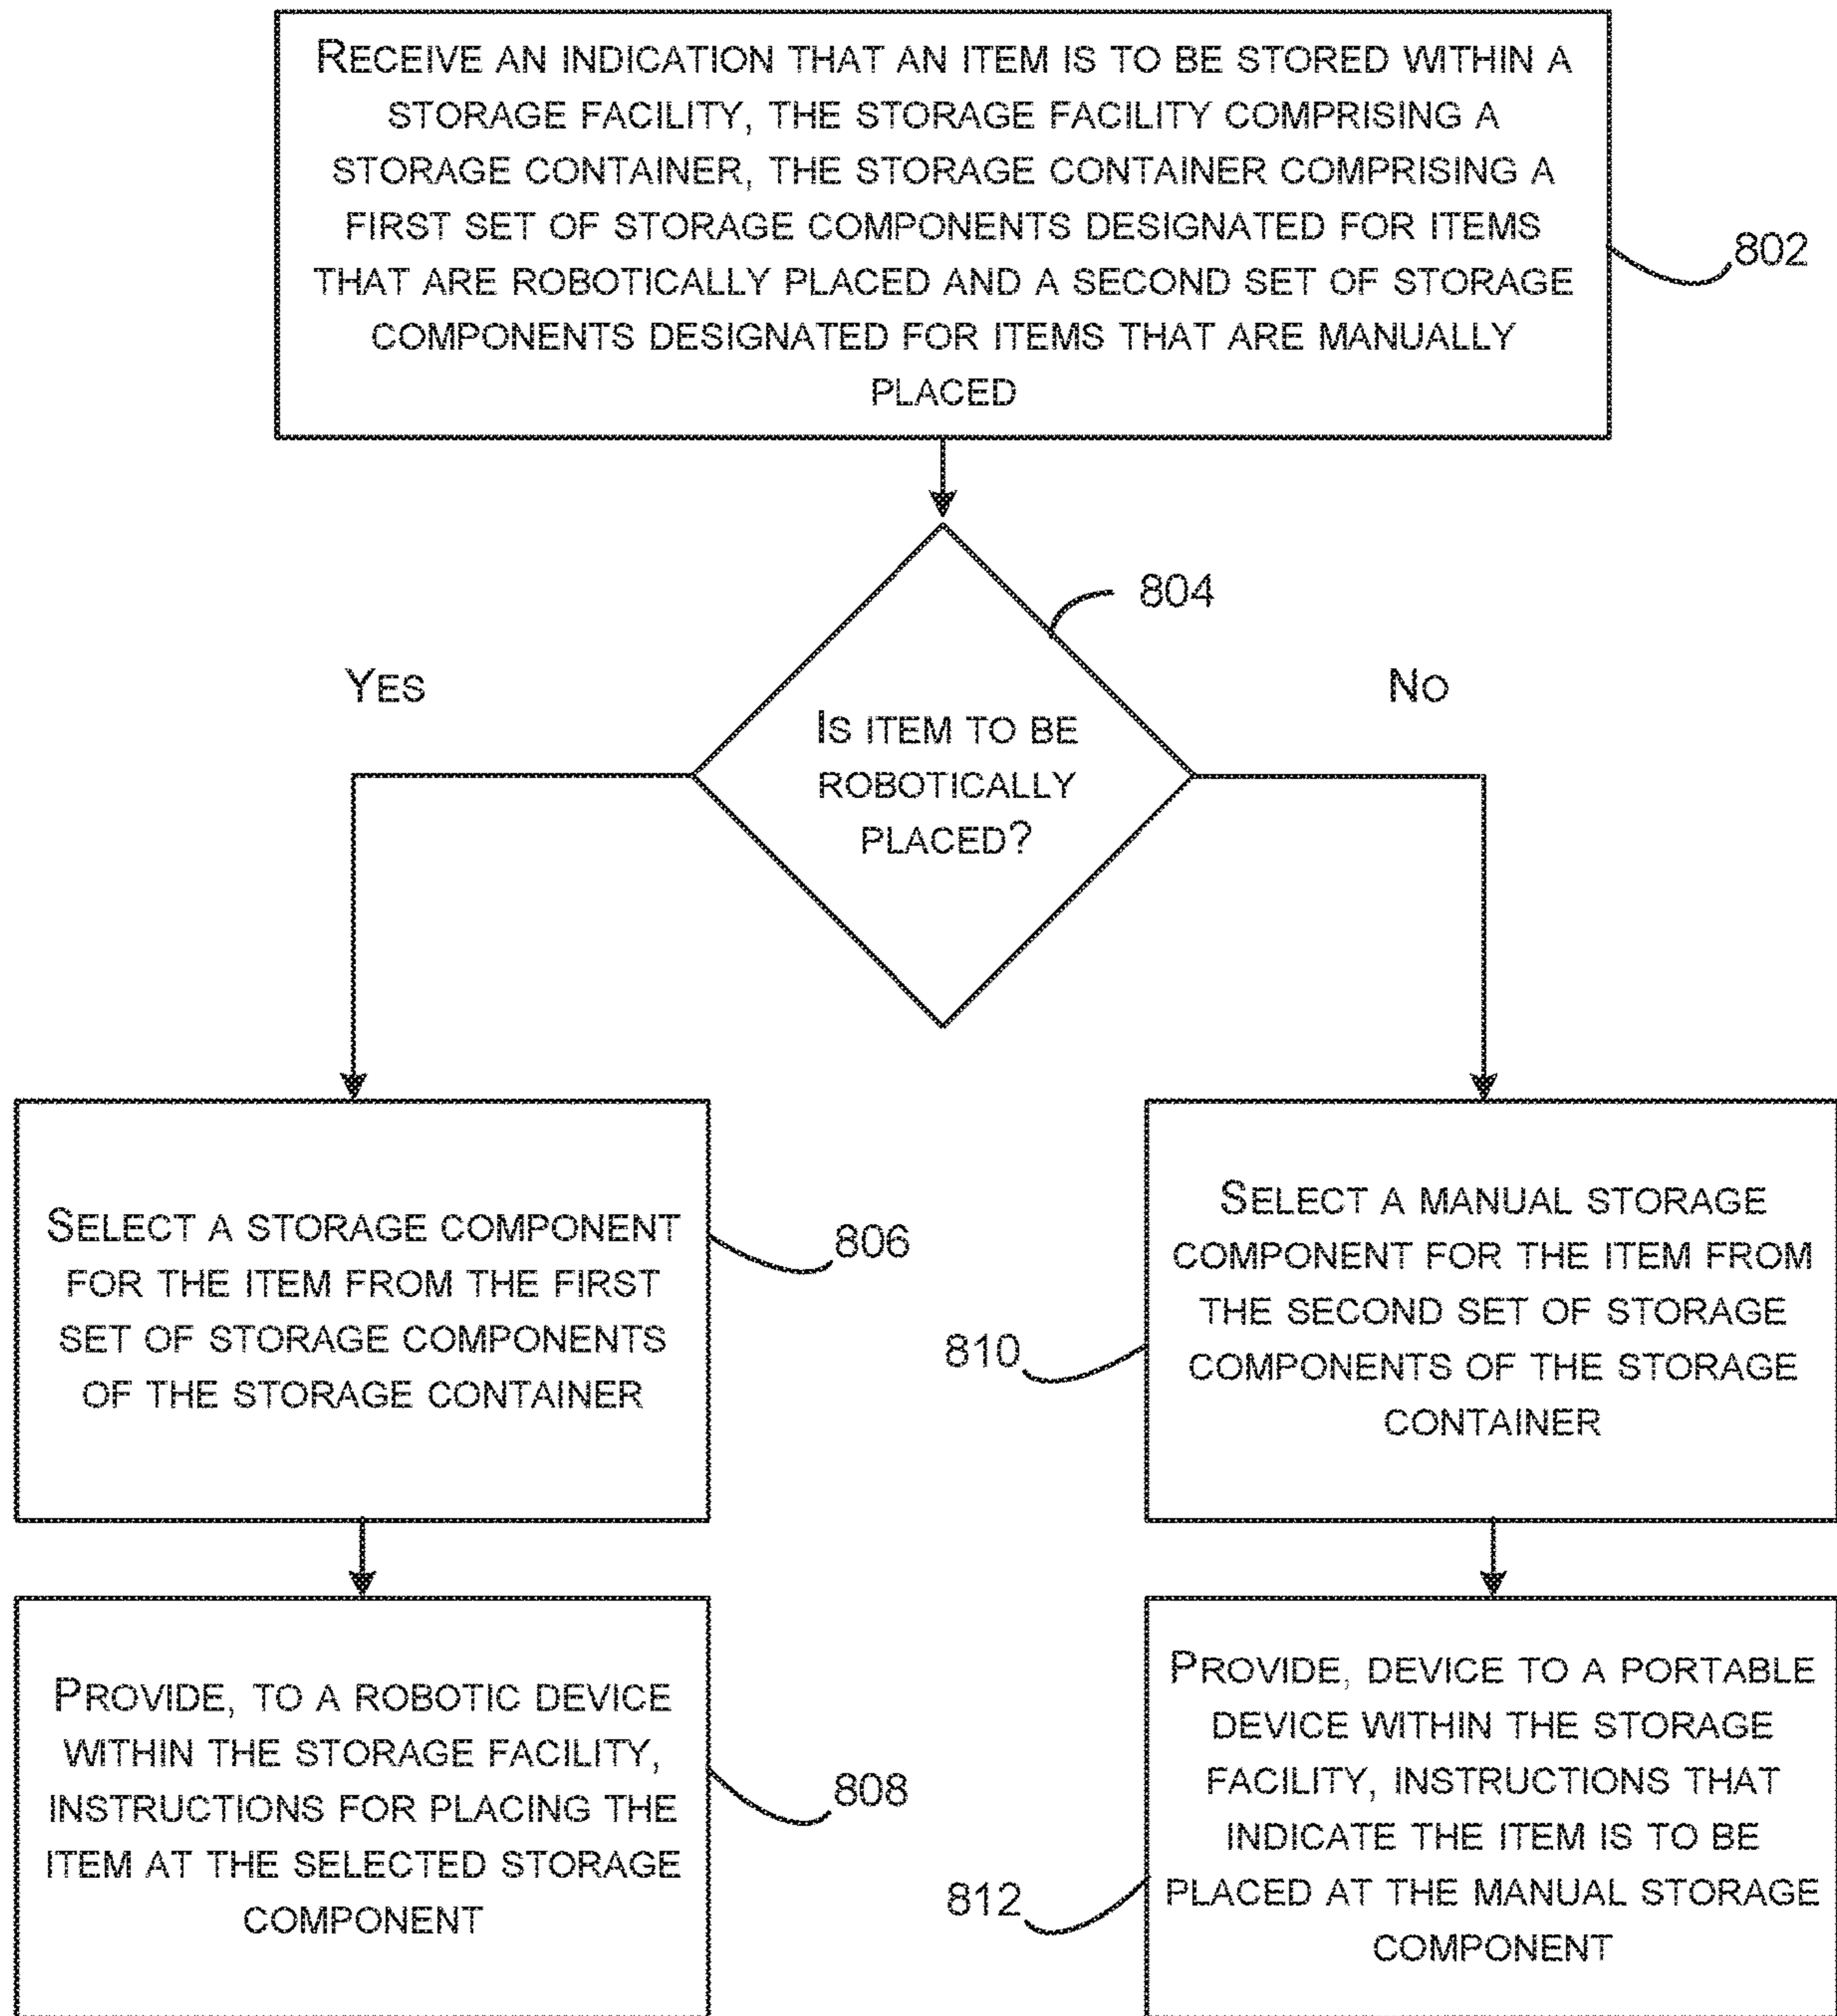 RECEIVE AN INDICATION THAT AN ITEM IS TO BE STORED WITHIN A
STORAGE FACILITY, THE STORAGE FACILITY COMPRISING A
STORAGE CONTAINER, THE STORAGE CONTAINER COMPRISING A
FIRST SET OF STORAGE COMPONENTS DESIGNATED FOR ITEMS
THAT ARE ROBOTICALLY PLACED AND A SECOND SET OF STORAGE
COMPONENTS DESIGNATED FOR ITEMS THAT ARE MANUALLY
PLACED
802
804
YES
NO
IS ITEM TO BE
ROBOTICALLY
PLACED?
SELECT A STORAGE COMPONENT
FOR THE ITEM FROM THE FIRST
SET OF STORAGE COMPONENTS
OF THE STORAGE CONTAINER
806
SELECT A MANUAL STORAGE
COMPONENT FOR THE ITEM FROM
THE SECOND SET OF STORAGE
COMPONENTS OF THE STORAGE
CONTAINER
810
PROVIDE, TO A ROBOTIC DEVICE
WITHIN THE STORAGE FACILITY,
INSTRUCTIONS FOR PLACING THE
ITEM AT THE SELECTED STORAGE
COMPONENT
808
PROVIDE, DEVICE TO A PORTABLE
DEVICE WITHIN THE STORAGE
FACILITY, INSTRUCTIONS THAT
INDICATE THE ITEM IS TO BE
PLACED AT THE MANUAL STORAGE
COMPONENT
812